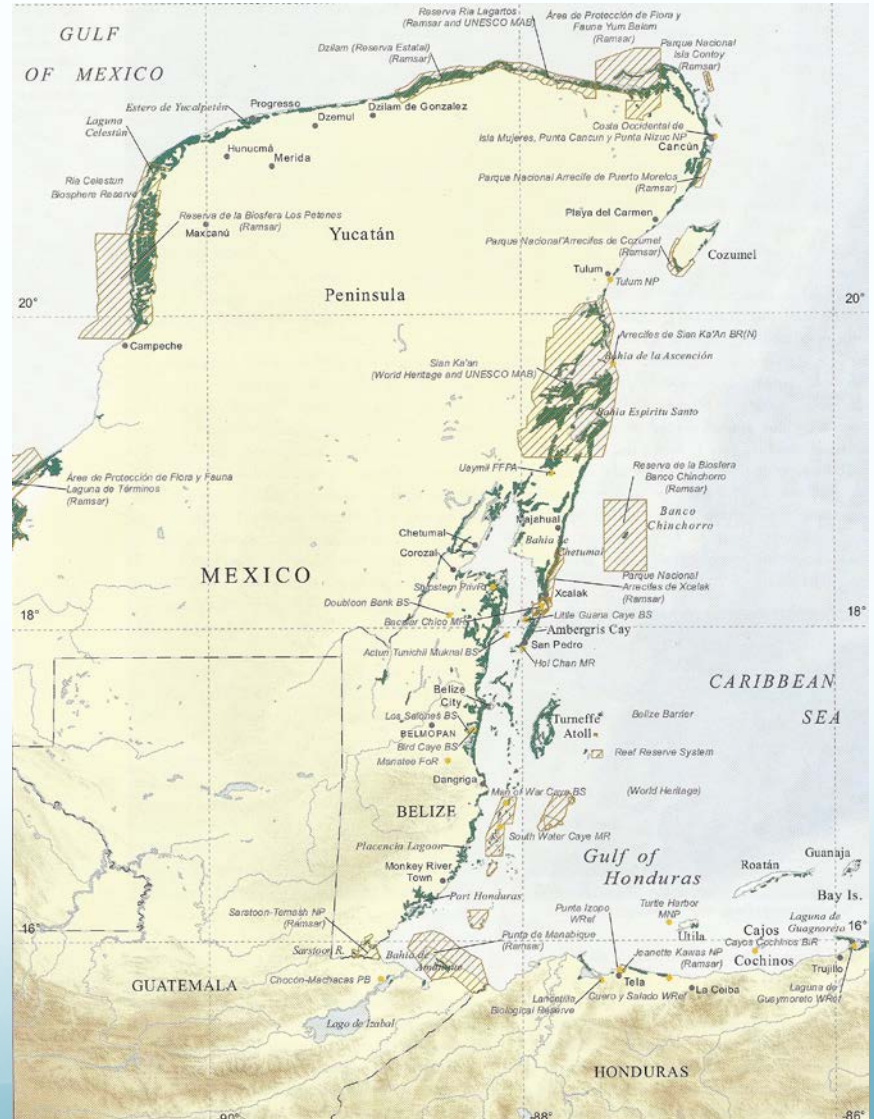 GULF
OF MEXICO
Reserva Ría Lagartos
(Ramsar and UNESCO MAB)
Área de Protección de Flora y
Fauna Yum Balam
(Ramsar)
Parque Nacional
Isla Contoy
(Ramsar)
Dzilam (Reserva Estatal)
(Ramsar)
Estero de Yucalpetén
Progresso
Dzemul
Dzilam de Gonzalez
Laguna
Celestún
Hunucmá
Merida
Costa Occidental de
Isla Mujeres, Punta Cancun y Punta Nizuc NP
Cancún
Ria Celestun
Biosphere Reserve
Parque Nacional Arrecife de Puerto Morelos
(Ramsar)
Reserva de la Biosfera Los Petenes
(Ramsar)
Maxcanú
Playa del Carmen
Yucatán
Peninsula
Parque Nacional Arrecifes de Cozumel
(Ramsar)
Cozumel
Tulum
Tulum NP
20°
20°
Campeche
Arrecifes de Sian Ka'An BR(N)
Bahia de la Ascención
Sian Ka'an
(World Heritage and UNESCO MAB)
Bahia Espiritu Santo
Uaymil FFPA
Reserva de la Biosfera
Banco Chinchorro
(Ramsar)
Área de Protección de Flora y Fauna
Laguna de Términos
(Ramsar)
Banco
Chinchorro
Majahual
Chetumal
Bahia de
Chetumal
Corozal
MEXICO
Parque Nacional
Arrecifes de Xcalak
(Ramsar)
Shipstern PrivR
Xcalak
Doubloon Bank BS
Bacalar Chico MR
Little Guana Caye BS
18°
18°
Ambergris Cay
Actun Tunichil Muknal BS
San Pedro
Hol Chan MR
CARIBBEAN
SEA
Belize
City
Los Salones BS
BELMOPAN
Bird Caye BS
Turneffe
Atoll
Belize Barrier
Reef Reserve System
(World Heritage)
Manatee FoR
Dangriga
Man of War Caye BS
BELIZE
South Water Caye MR
Placencia Lagoon
Monkey River
Town
Port Honduras
Gulf of
Honduras
Roatán
Guanaja
Bay Is.
Sarstoon-Temash NP
(Ramsar)
Punta Izopo
WRef
Turtle Harbor
MNP
Utila
Cajos
Cochinos
Laguna de
Guagnoreto
16°
16°
Sarstoon R.
Bahia de
Amatique
Punta de Manabique
(Ramsar)
Jeanette Kawas NP
(Ramsar)
Cayos Cochinos BiR
Trujillo
GUATEMALA
Chocón-Machacas PB
Tela
La Ceiba
Lancetilla
Biological Reserve
Cuero y Salado WRef
Laguna de
Guaymoreto WRef
Lago de Izabal
HONDURAS
-90°
-88°
-86°